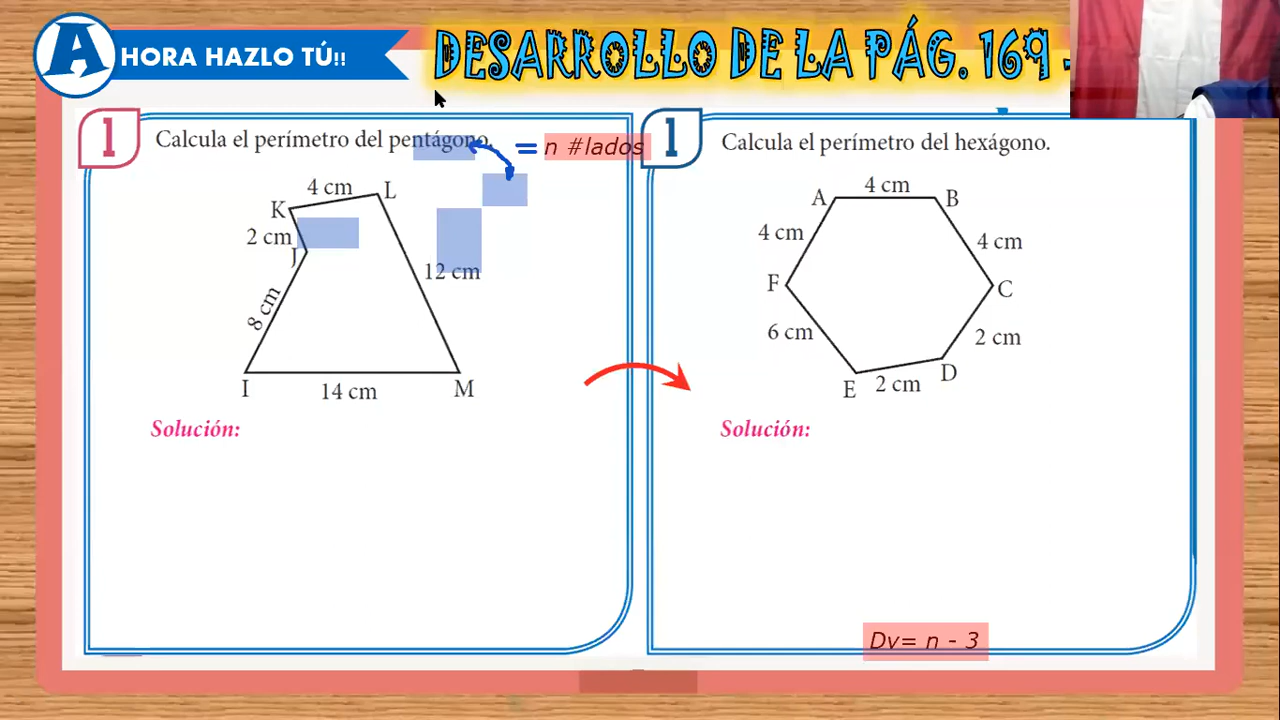 AHORA HAZLO TÚ!!
DESARROLLO DE LA PÁG. 169 -
1
Calcula el perímetro del pentágono.
= n #lados
4 cm
K
L
2 cm
J
12 cm
8 cm
I
14 cm
M
Solución:
1
Calcula el perímetro del hexágono.
4 cm
A
B
4 cm
4 cm
F
C
6 cm
2 cm
E
2 cm
D
Solución:
Dv= n - 3